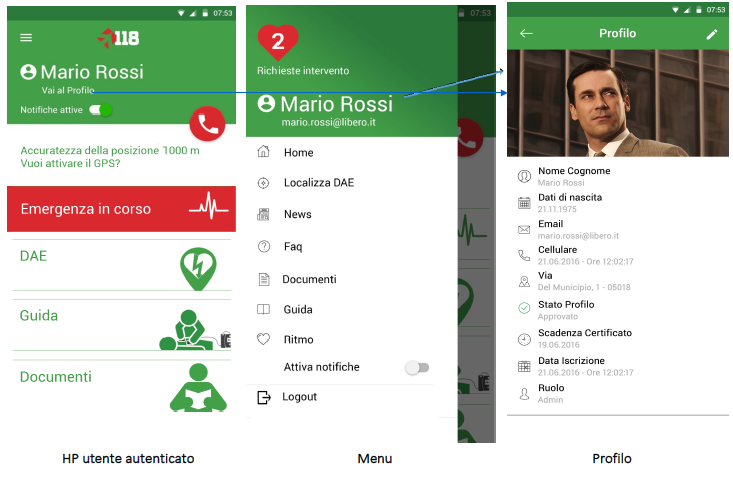 07:53
118
Mario Rossi
Vai al Profilo
Notifiche attive
Accuratezza della posizione 1000 m
Vuoi attivare il GPS?
Emergenza in corso
DAE
Guida
Documenti
HP utente autenticato
07:53
2
Richieste intervento
Mario Rossi
mario.rossi@libero.it
Home
Localizza DAE
News
Faq
Documenti
Guida
Ritmo
Attiva notifiche
Logout
Menu
07:53
Profilo
Nome Cognome
Mario Rossi
Dati di nascita
21.11.1975
Email
mario.rossi@libero.it
Cellulare
21.06.2016 - Ore 12:02:17
Via
Del Municipio, 1 - 05018
Stato Profilo
Approvato
Scadenza Certificato
19.06.2016
Data Iscrizione
21.06.2016 - Ore 12:02:17
Ruolo
Admin
Profilo